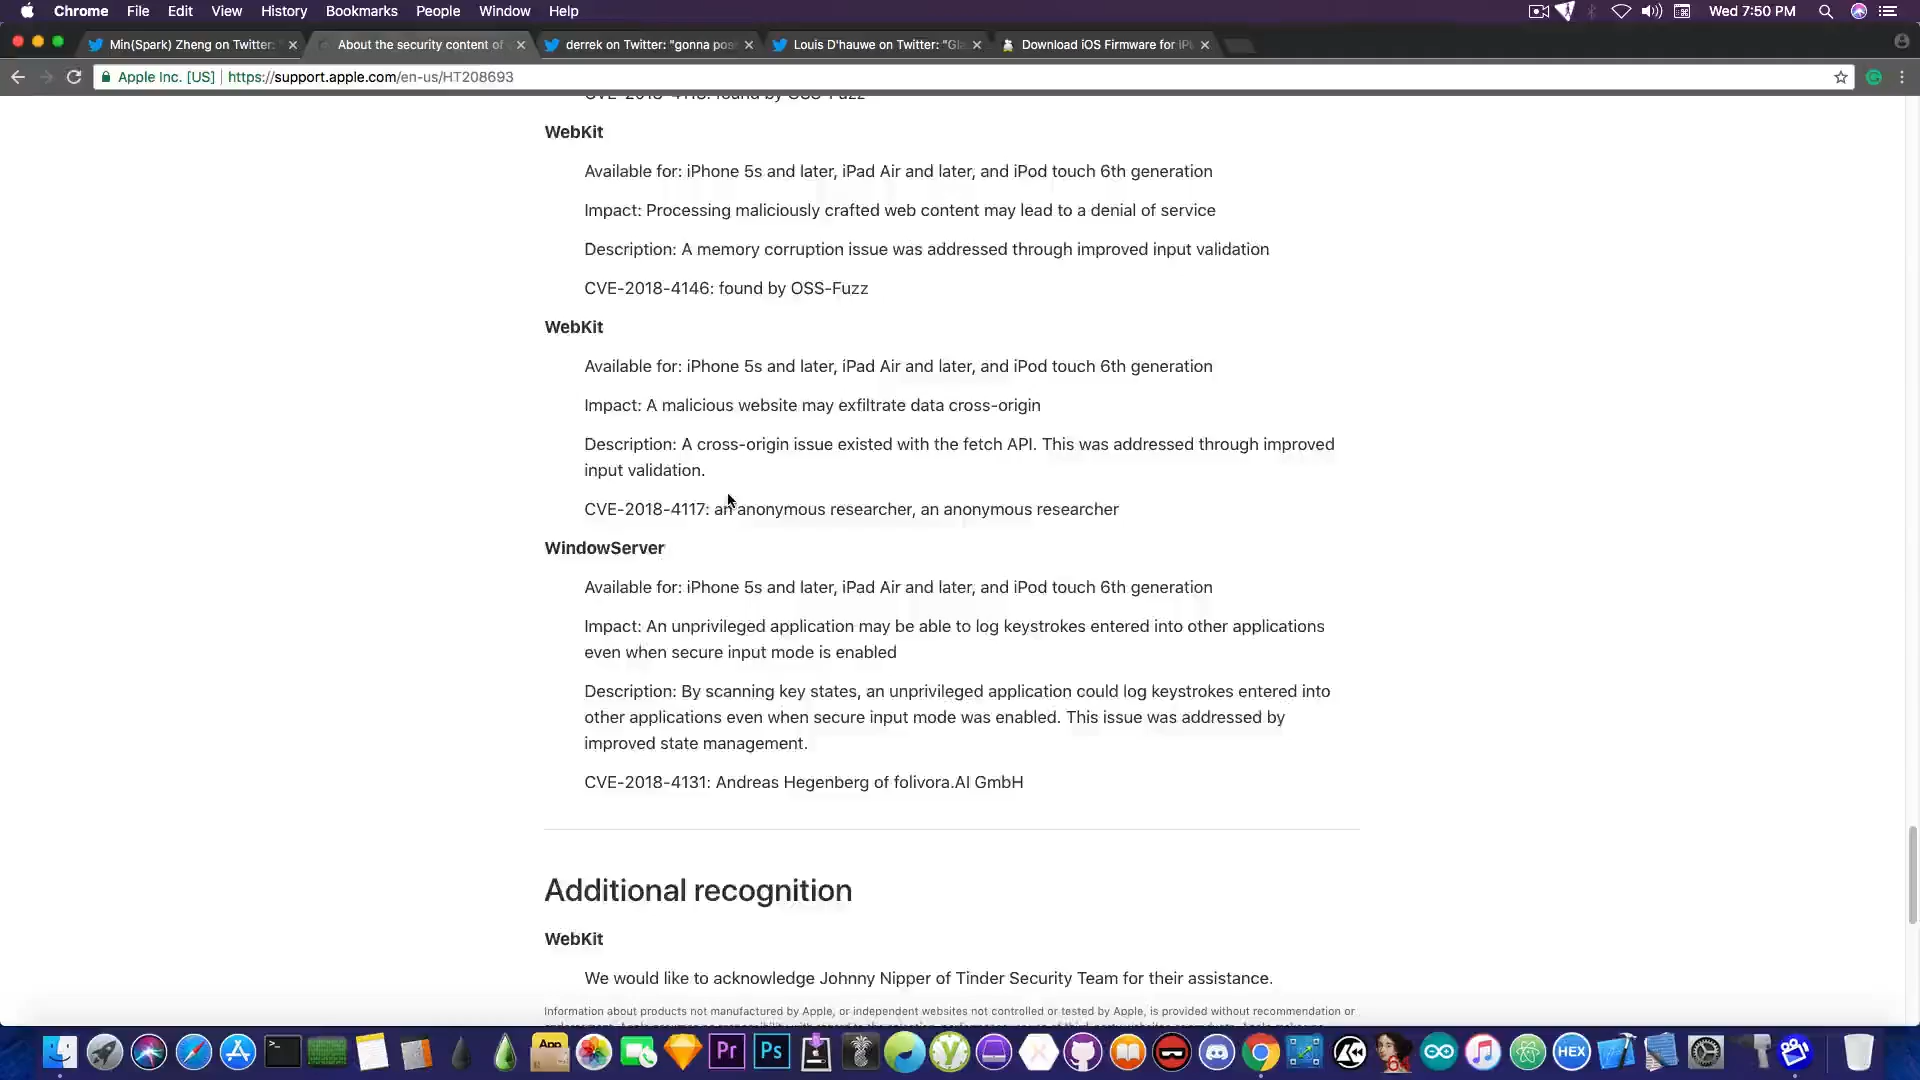 Chrome File Edit View History Bookmarks People Window Help
Wed 7:50 PM
Min(Spark) Zheng on Twitter:
About the security content of
derrek on Twitter: "gonna pos
Louis D'hauwe on Twitter: "Gla
Download iOS Firmware for iP
Apple Inc. [US] https://support.apple.com/en-us/HT208693
CVE-2018-4113: found by OSS-Fuzz
WebKit
Available for: iPhone 5s and later, iPad Air and later, and iPod touch 6th generation
Impact: Processing maliciously crafted web content may lead to a denial of service
Description: A memory corruption issue was addressed through improved input validation
CVE-2018-4146: found by OSS-Fuzz
WebKit
Available for: iPhone 5s and later, iPad Air and later, and iPod touch 6th generation
Impact: A malicious website may exfiltrate data cross-origin
Description: A cross-origin issue existed with the fetch API. This was addressed through improved
input validation.
CVE-2018-4117: an anonymous researcher, an anonymous researcher
WindowServer
Available for: iPhone 5s and later, iPad Air and later, and iPod touch 6th generation
Impact: An unprivileged application may be able to log keystrokes entered into other applications
even when secure input mode is enabled
Description: By scanning key states, an unprivileged application could log keystrokes entered into
other applications even when secure input mode was enabled. This issue was addressed by
improved state management.
CVE-2018-4131: Andreas Hegenberg of folivora.AI GmbH
Additional recognition
WebKit
We would like to acknowledge Johnny Nipper of Tinder Security Team for their assistance.
Information about products not manufactured by Apple, or independent websites not controlled or tested by Apple, is provided without recommendation or
App
Pr
Ps
HEX